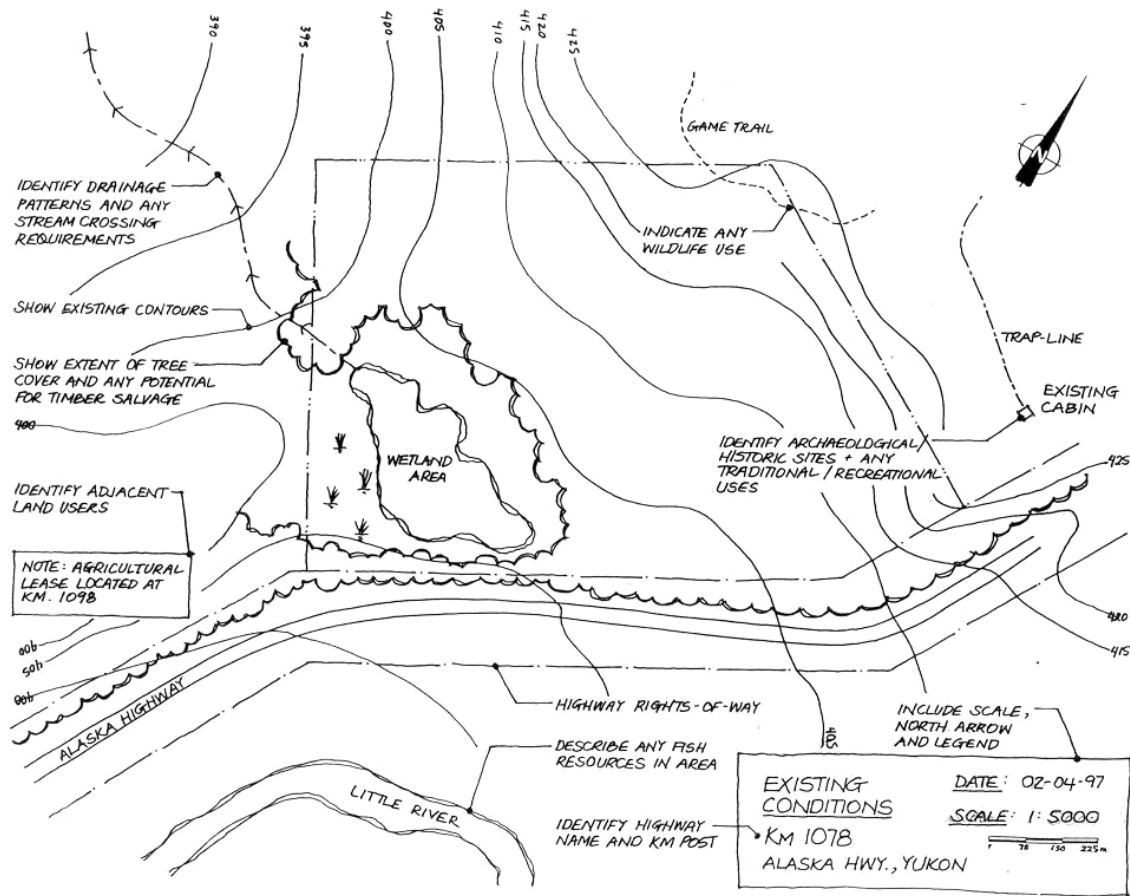 390
395
400
405
410
415
420
425
GAME TRAIL
N
IDENTIFY DRAINAGE
PATTERNS AND ANY
STREAM CROSSING
REQUIREMENTS
INDICATE ANY
WILDLIFE USE
SHOW EXISTING CONTOURS
TRAP-LINE
SHOW EXTENT OF TREE
COVER AND ANY POTENTIAL
FOR TIMBER SALVAGE
EXISTING
CABIN
400
WETLAND
AREA
IDENTIFY ARCHAEOLOGICAL/
HISTORIC SITES + ANY
TRADITIONAL / RECREATIONAL
USES
425
IDENTIFY ADJACENT
LAND USERS
NOTE: AGRICULTURAL
LEASE LOCATED AT
KM. 1098
420
415
400
405
400
ALASKA HIGHWAY
HIGHWAY RIGHTS-OF-WAY
405
INCLUDE SCALE,
NORTH ARROW
AND LEGEND
DESCRIBE ANY FISH
RESOURCES IN AREA
LITTLE RIVER
IDENTIFY HIGHWAY
NAME AND KM POST
EXISTING
CONDITIONS
KM 1078
ALASKA HWY., YUKON
DATE: 02-04-97
SCALE: 1:5000
75 150 225m